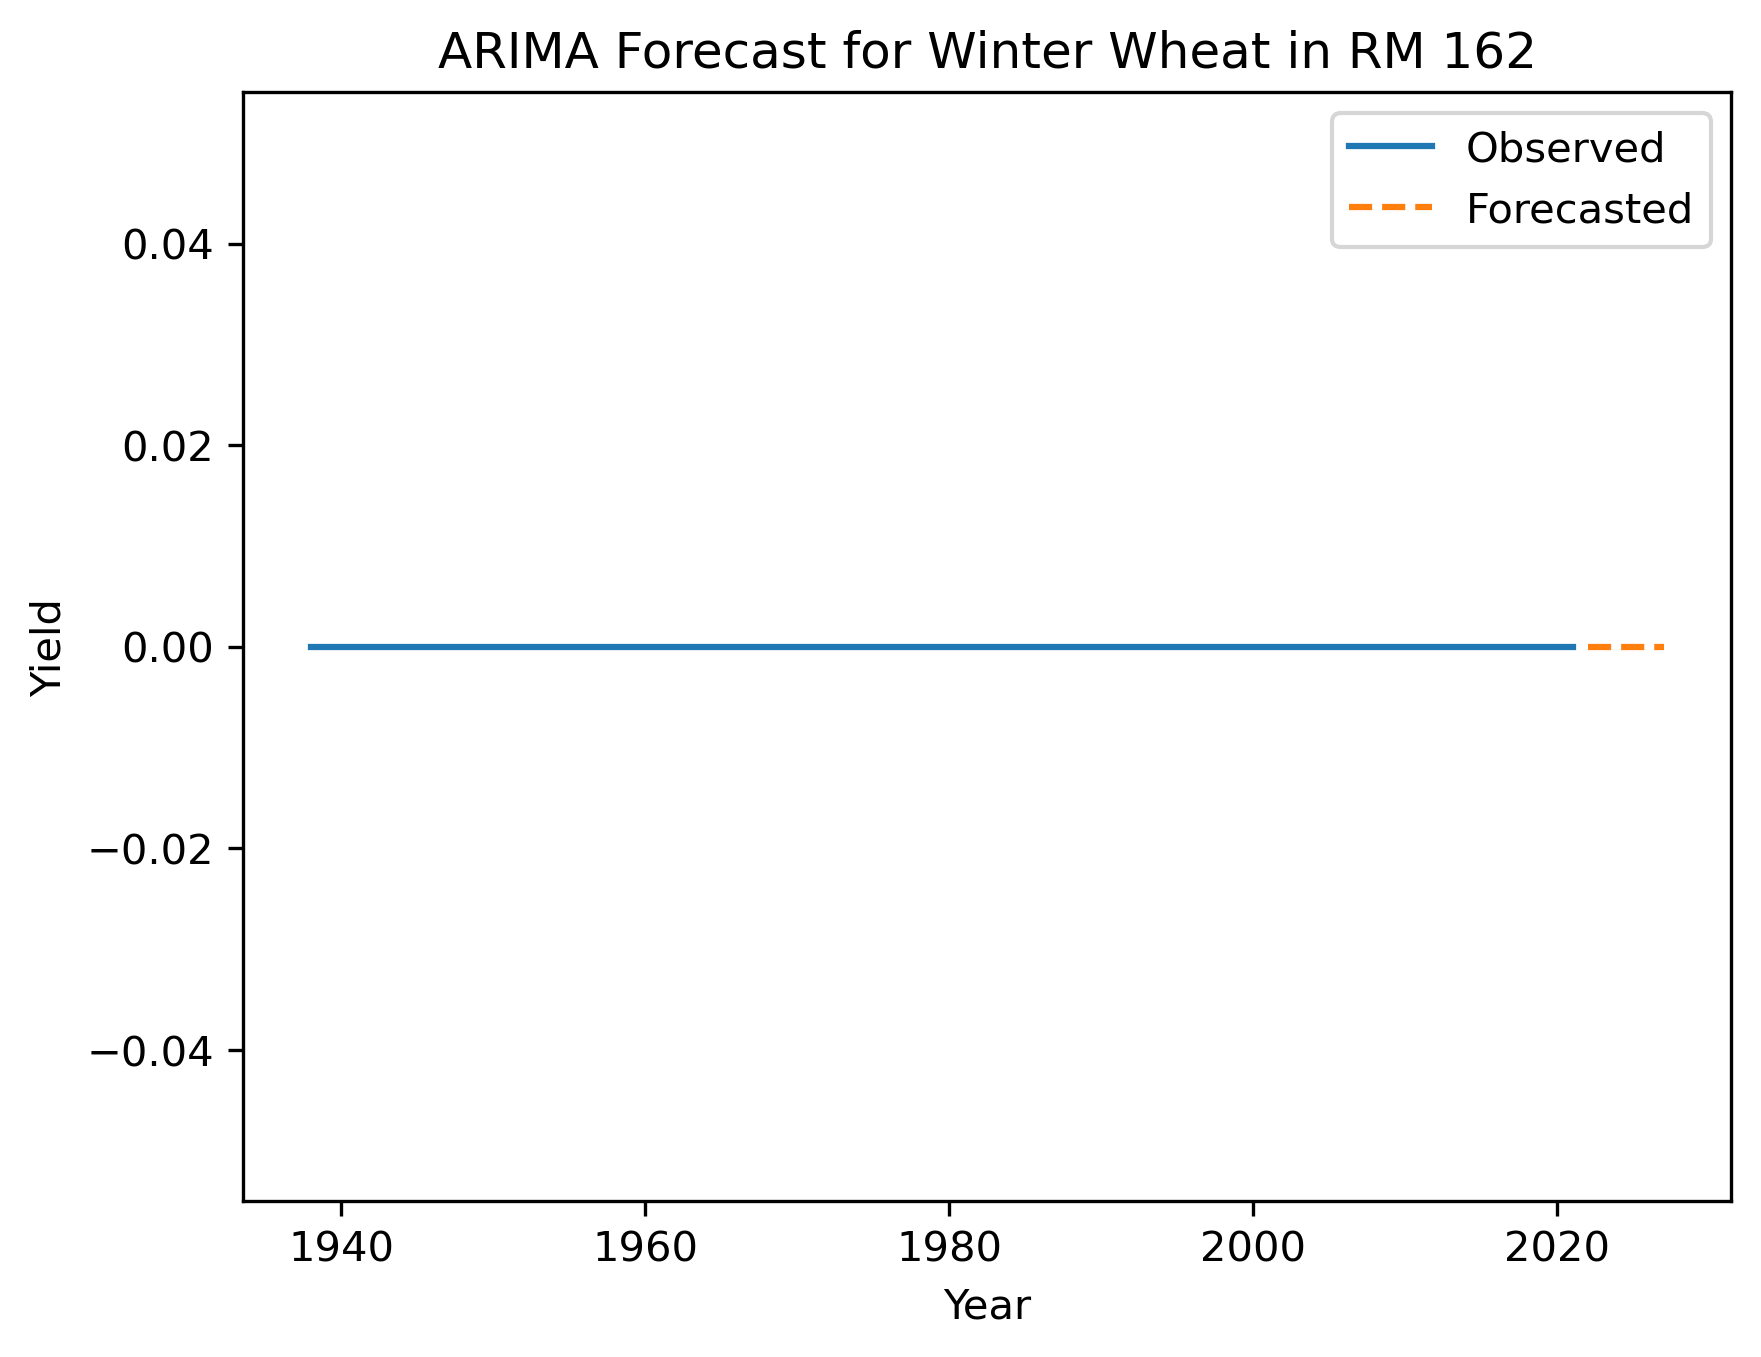 ARIMA Forecast for Winter Wheat in RM 162
Observed
Forecasted
0.04
0.02
0.00
−0.02
−0.04
Yield
1940 1960 1980 2000 2020
Year